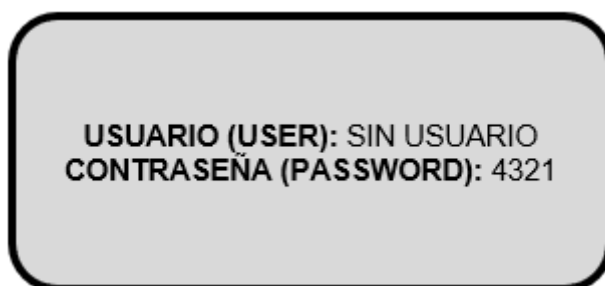 USUARIO (USER): SIN USUARIO
CONTRASEÑA (PASSWORD): 4321